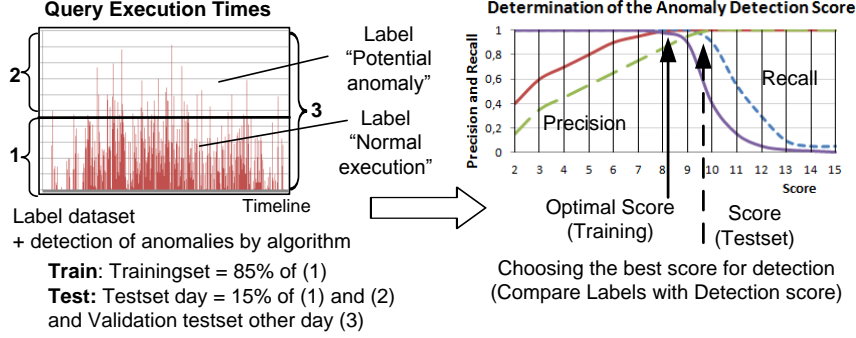 Query Execution Times
2
1
3
Label
"Potential
anomaly"
Label
"Normal
execution"
Timeline
Label dataset
+ detection of anomalies by algorithm
Train: Trainingset = 85% of (1)
Test: Testset day = 15% of (1) and (2)
and Validation testset other day (3)
Determination of the Anomaly Detection Score
Precision and Recall
1
0,8
0,6
0,4
0,2
0
2 3 4 5 6 7 8 9 10 11 12 13 14 15
Score
Precision
Recall
Optimal Score
(Training)
Score
(Testset)
Choosing the best score for detection
(Compare Labels with Detection score)